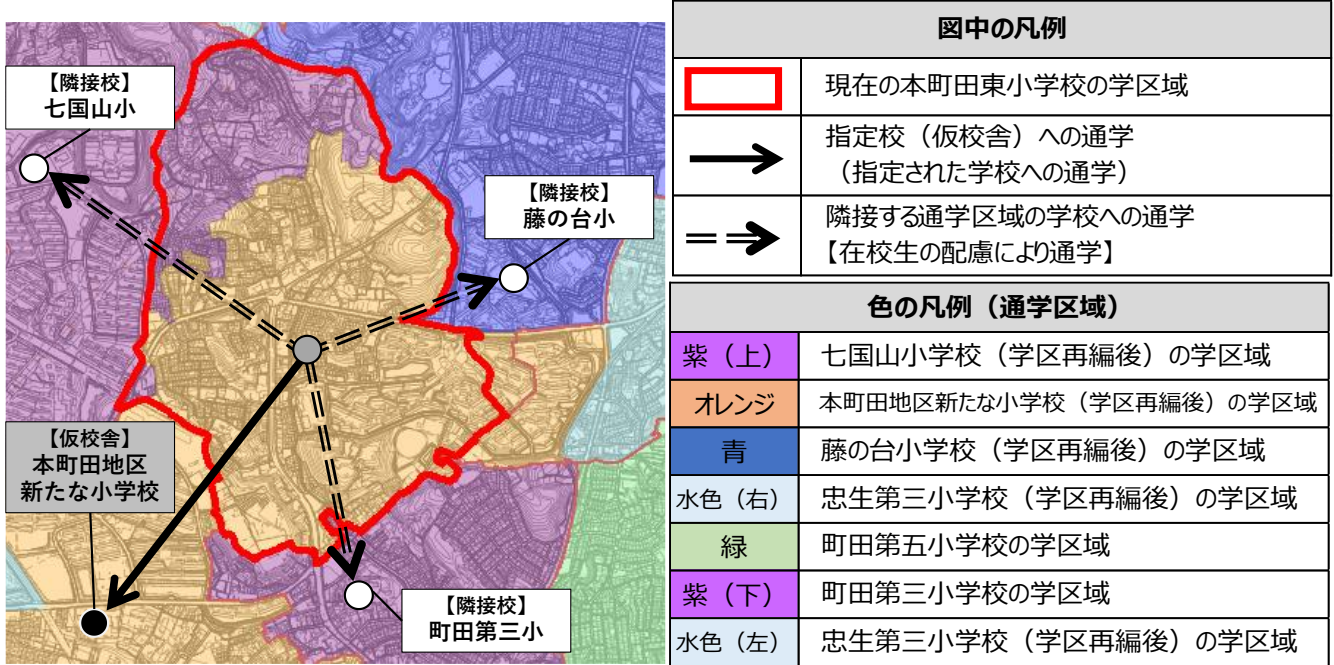 【隣接校】
七国山小
【隣接校】
藤の台小
【仮校舎】
本町田地区
新たな小学校
【隣接校】
町田第三小
図中の凡例
現在の本町田東小学校の学区域
指定校（仮校舎）への通学
（指定された学校への通学）
隣接する通学区域の学校への通学
【在校生の配慮により通学】
色の凡例（通学区域）
紫（上） 七国山小学校（学区再編後）の学区域
オレンジ 本町田地区新たな小学校（学区再編後）の学区域
青 藤の台小学校（学区再編後）の学区域
水色（右） 忠生第三小学校（学区再編後）の学区域
緑 町田第五小学校の学区域
紫（下） 町田第三小学校の学区域
水色（左） 忠生第三小学校（学区再編後）の学区域